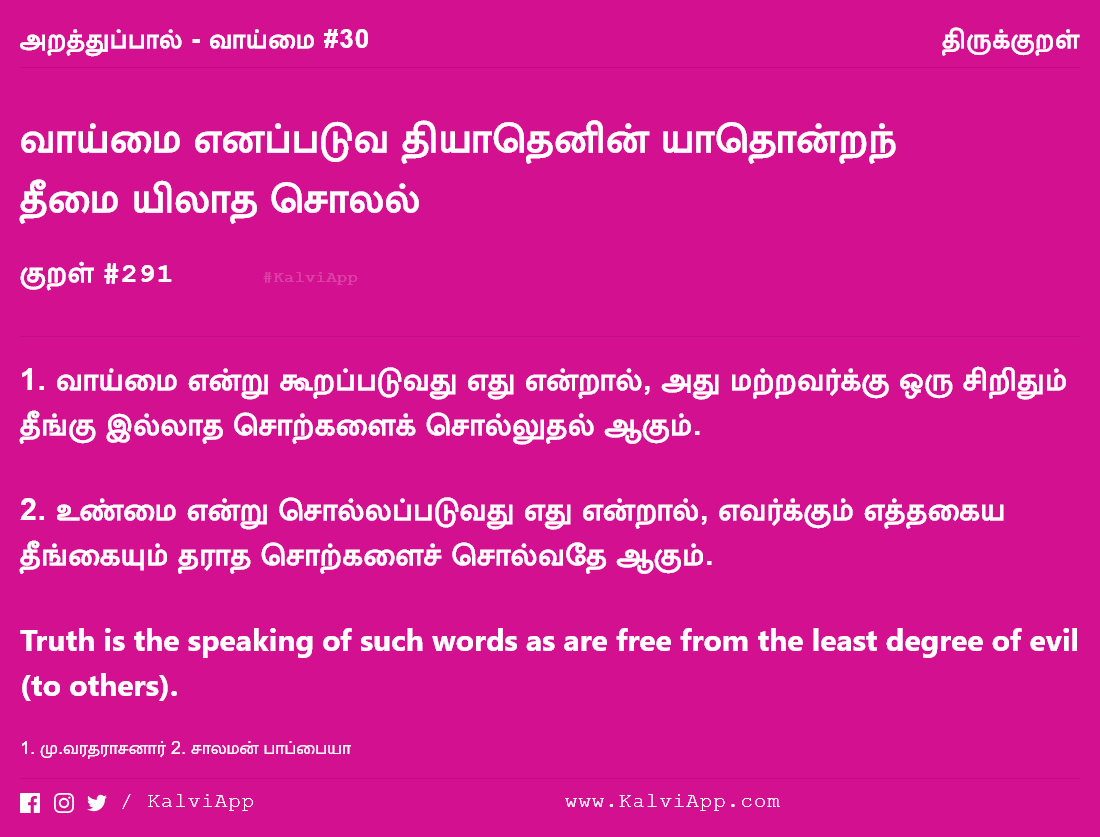 அறத்துப்பால் - வாய்மை #30
திருக்குறள்
வாய்மை எனப்படுவ தியாதெனின் யாதொன்றந்
தீமை யிலாத சொலல்
குறள் #291
#KalviApp
1. வாய்மை என்று கூறப்படுவது எது என்றால், அது மற்றவர்க்கு ஒரு சிறிதும்
தீங்கு இல்லாத சொற்களைக் சொல்லுதல் ஆகும்.
2. உண்மை என்று சொல்லப்படுவது எது என்றால், எவர்க்கும் எத்தகைய
தீங்கையும் தராத சொற்களைச் சொல்வதே ஆகும்.
Truth is the speaking of such words as are free from the least degree of evil
(to others).
1. மு.வரதராசனார் 2. சாலமன் பாப்பையா
/ KalviApp
www.KalviApp.com